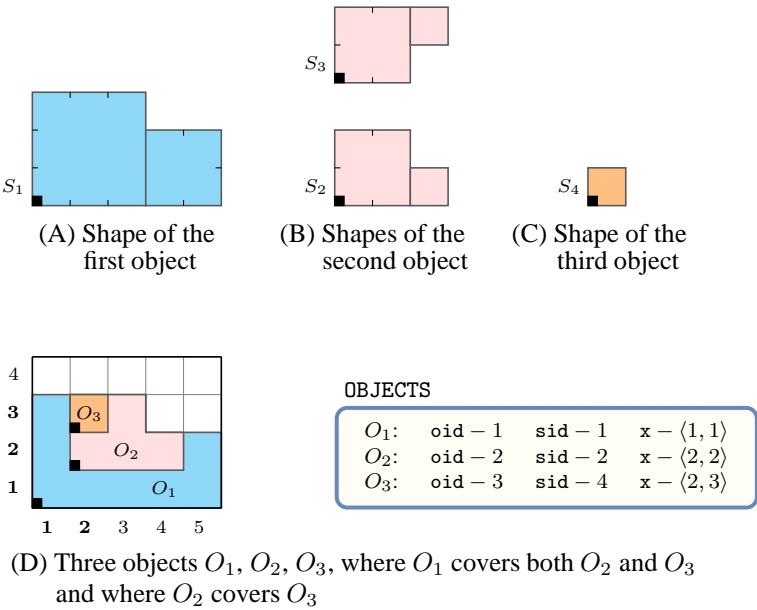 S₃
S₁
S₂
S₄
(A) Shape of the first object
(B) Shapes of the second object
(C) Shape of the third object
4
3
2
1
O₃
O₂
O₁
1 2 3 4 5
OBJECTS
O₁: oid − 1 sid − 1 x − ⟨1, 1⟩
O₂: oid − 2 sid − 2 x − ⟨2, 2⟩
O₃: oid − 3 sid − 4 x − ⟨2, 3⟩
(D) Three objects O₁, O₂, O₃, where O₁ covers both O₂ and O₃
and where O₂ covers O₃